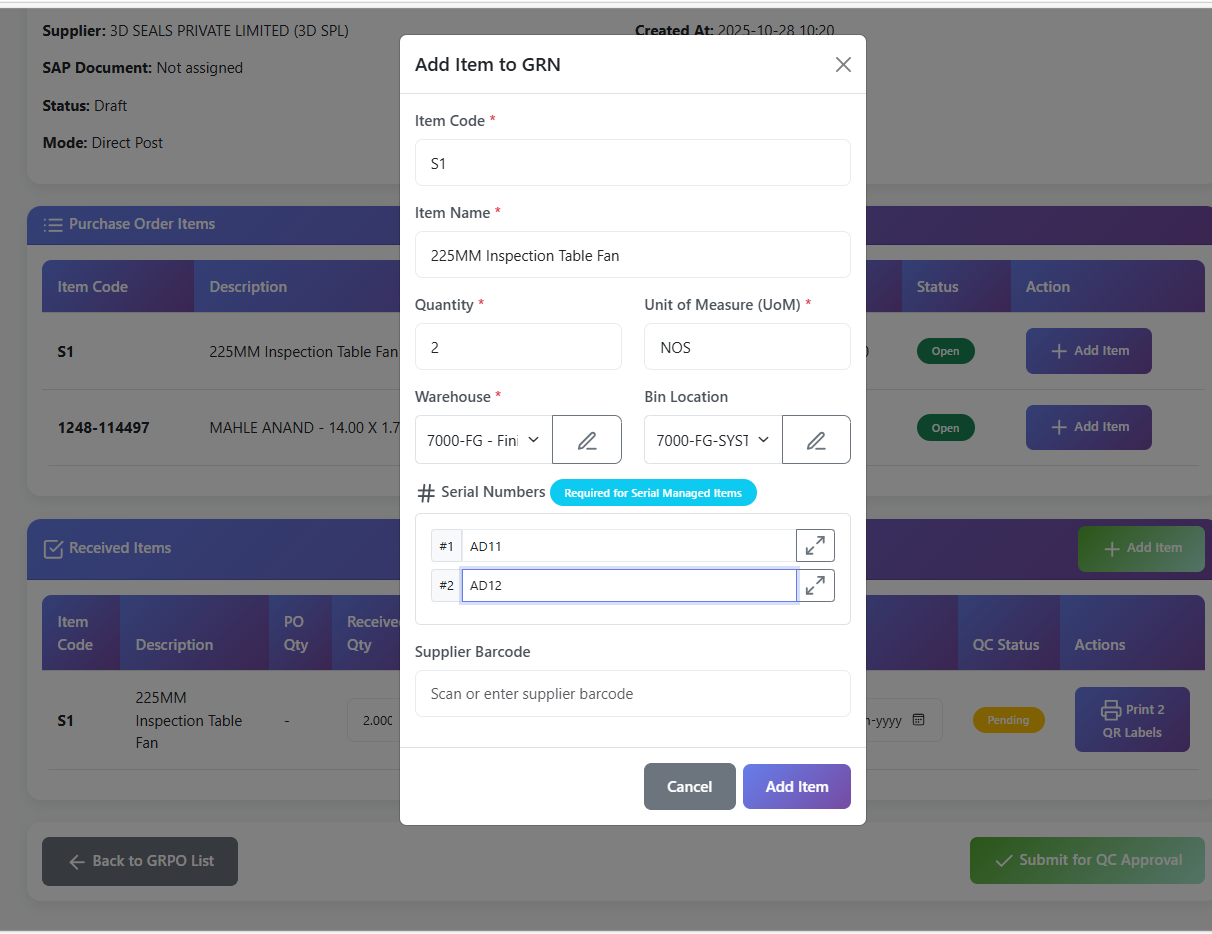 Supplier: 3D SEALS PRIVATE LIMITED (3D SPL)
Created At: 2025-10-28 10:20
SAP Document: Not assigned
Status: Draft
Mode: Direct Post
Add Item to GRN
Item Code *
S1
Item Name *
225MM Inspection Table Fan
Quantity *
Unit of Measure (UoM) *
2
NOS
Warehouse *
Bin Location
7000-FG - Fini
7000-FG-SYST
# Serial Numbers
Required for Serial Managed Items
#1 AD11
#2 AD12
Supplier Barcode
Scan or enter supplier barcode
Cancel
Add Item
Purchase Order Items
Item Code Description Status Action
S1 225MM Inspection Table Fan Open + Add Item
1248-114497 MAHLE ANAND - 14.00 X 1.7 Open + Add Item
Received Items
+ Add Item
Item Code Description PO Qty Received Qty QC Status Actions
S1
225MM
Inspection Table
Fan
-
2.000
-yyyy
Pending
Print 2
QR Labels
Back to GRPO List
Submit for QC Approval